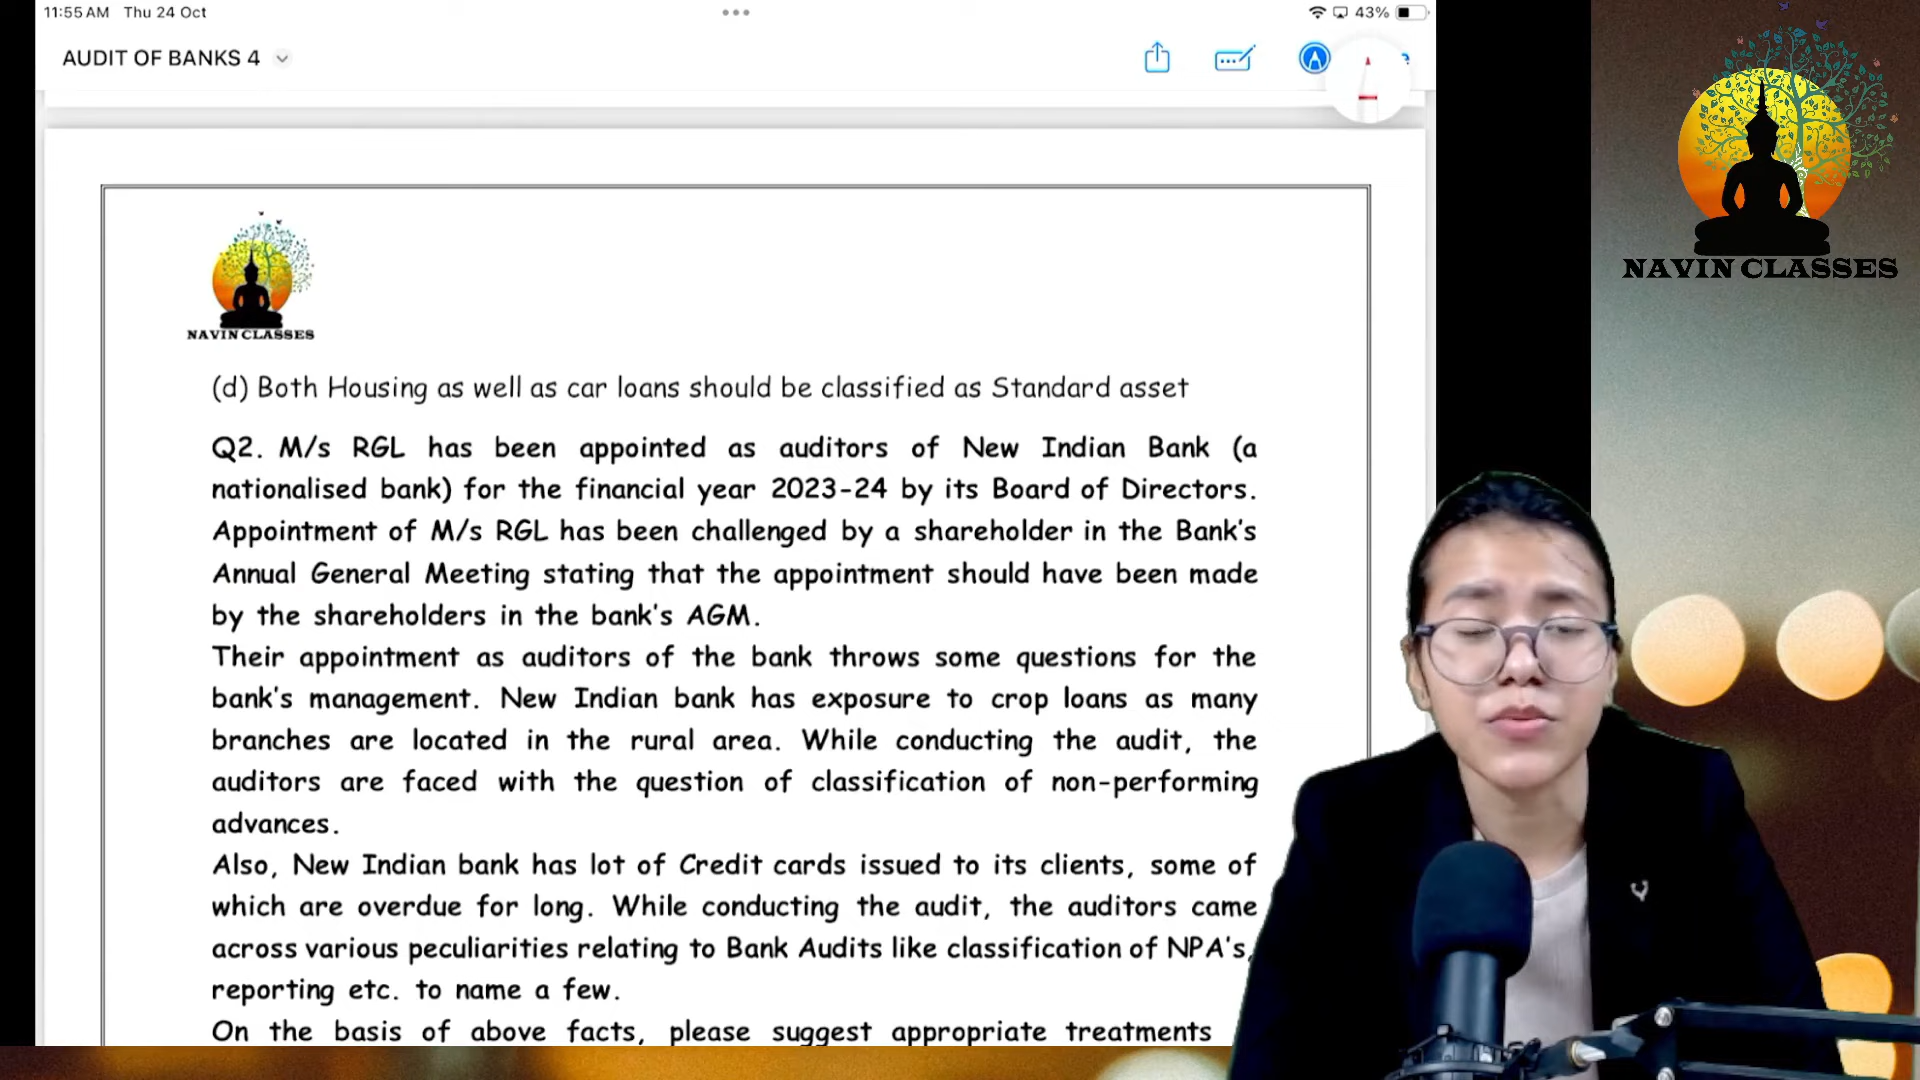 11:55 AM Thu 24 Oct
43%
AUDIT OF BANKS 4
NAVIN CLASSES
NAVIN CLASSES
(d) Both Housing as well as car loans should be classified as Standard asset
Q2. M/s RGL has been appointed as auditors of New Indian Bank (a
nationalised bank) for the financial year 2023-24 by its Board of Directors.
Appointment of M/s RGL has been challenged by a shareholder in the Bank's
Annual General Meeting stating that the appointment should have been made
by the shareholders in the bank's AGM.
Their appointment as auditors of the bank throws some questions for the
bank's management. New Indian bank has exposure to crop loans as many
branches are located in the rural area. While conducting the audit, the
auditors are faced with the question of classification of non-performing
advances.
Also, New Indian bank has lot of Credit cards issued to its clients, some of
which are overdue for long. While conducting the audit, the auditors came
across various peculiarities relating to Bank Audits like classification of NPA's,
reporting etc. to name a few.
On the basis of above facts, please suggest appropriate treatments